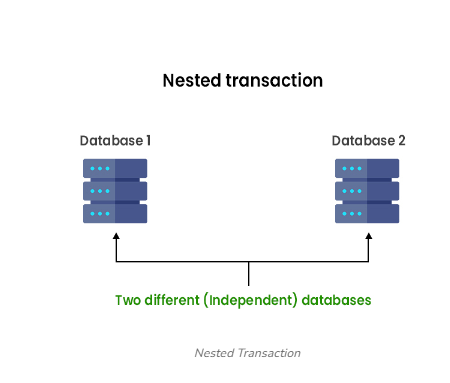 Nested transaction
Database 1
Database 2
Two different (Independent) databases
Nested Transaction